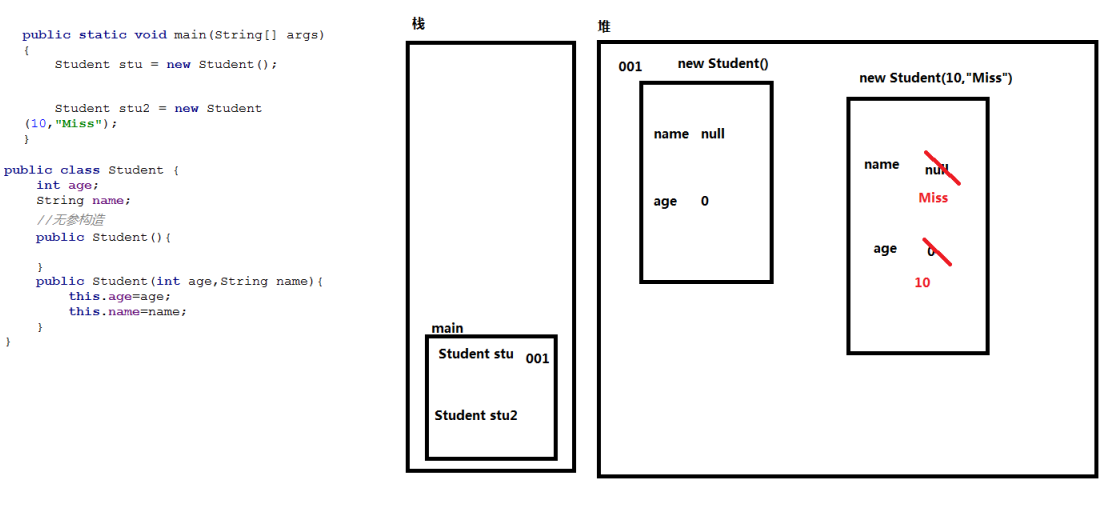 public static void main(String[] args)
{
Student stu = new Student();
Student stu2 = new Student
(10,"Miss");
}
public class Student {
int age;
String name;
//无参构造
public Student(){
}
public Student(int age,String name){
this.age=age;
this.name=name;
}
}
栈
main
Student stu 001
Student stu2
堆
001 new Student()
name null
age 0
new Student(10,"Miss")
name null
Miss
age 0
10